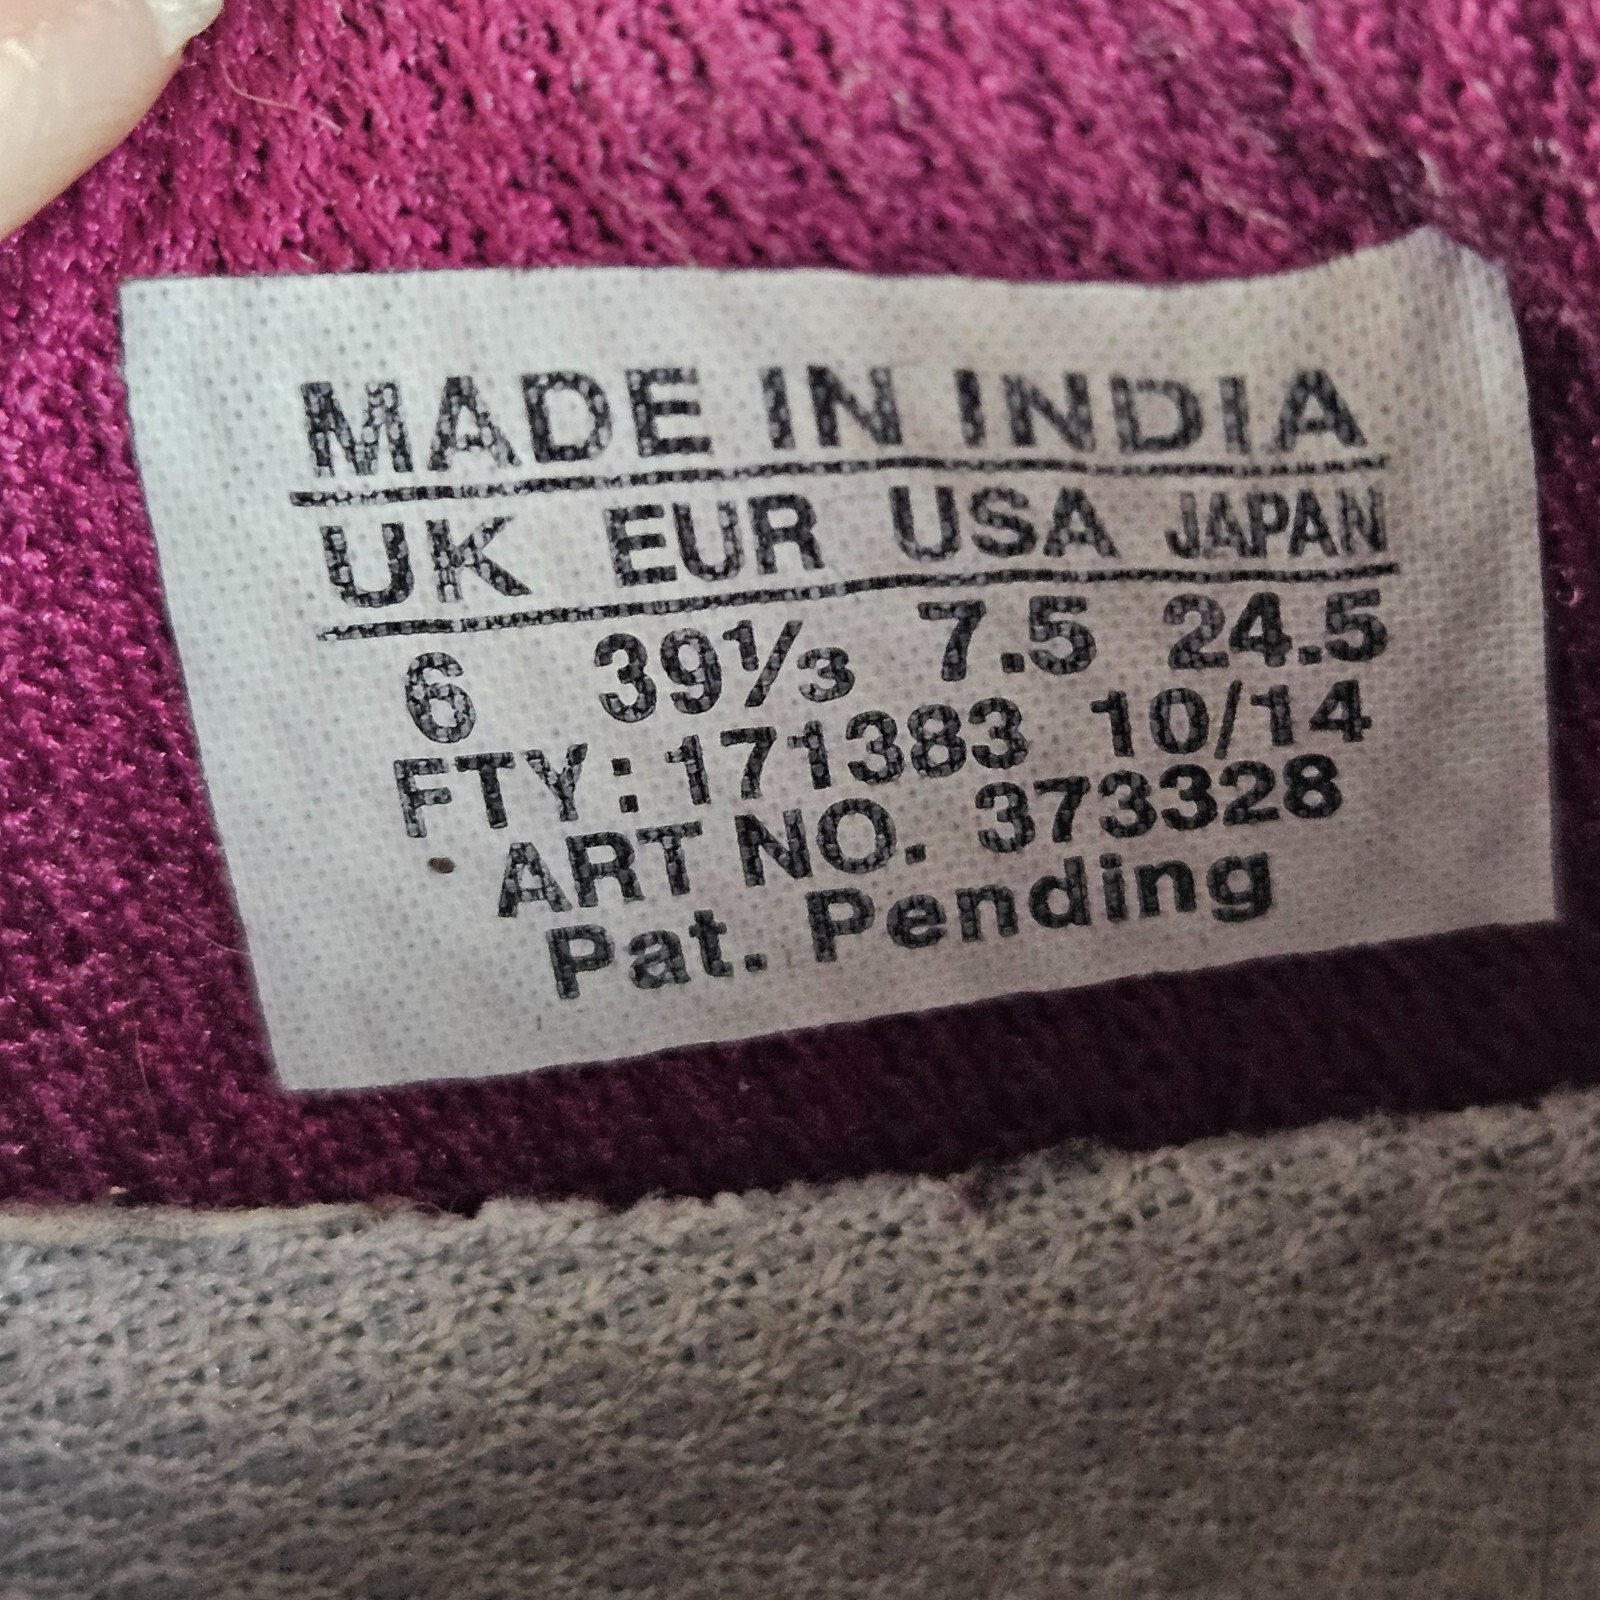 MADE IN INDIA
UK EUR USA JAPAN
6 39⅓ 7.5 24.5
FTY: 171383 10/14
ART NO. 373328
Pat. Pending